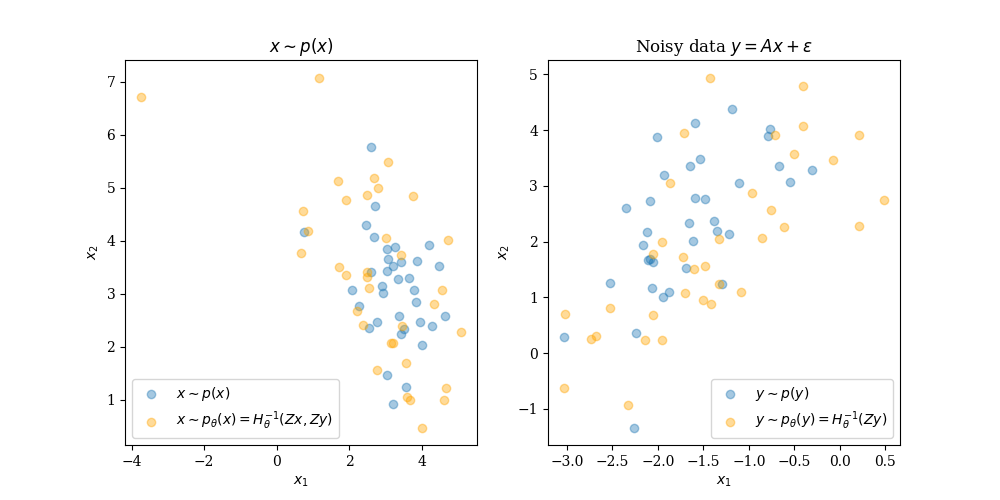 x ∼ p(x)
7
6
5
4
3
2
1
x₂
−4
−2
0
2
4
x₁
x ∼ p(x)
x ∼ p_θ(x) = H_θ^{-1}(Zx, Zy)
Noisy data y = Ax + ε
5
4
3
2
1
0
−1
x₂
−3.0
−2.5
−2.0
−1.5
−1.0
−0.5
0.0
0.5
x₁
y ∼ p(y)
y ∼ p_θ(y) = H_θ^{-1}(Zy)